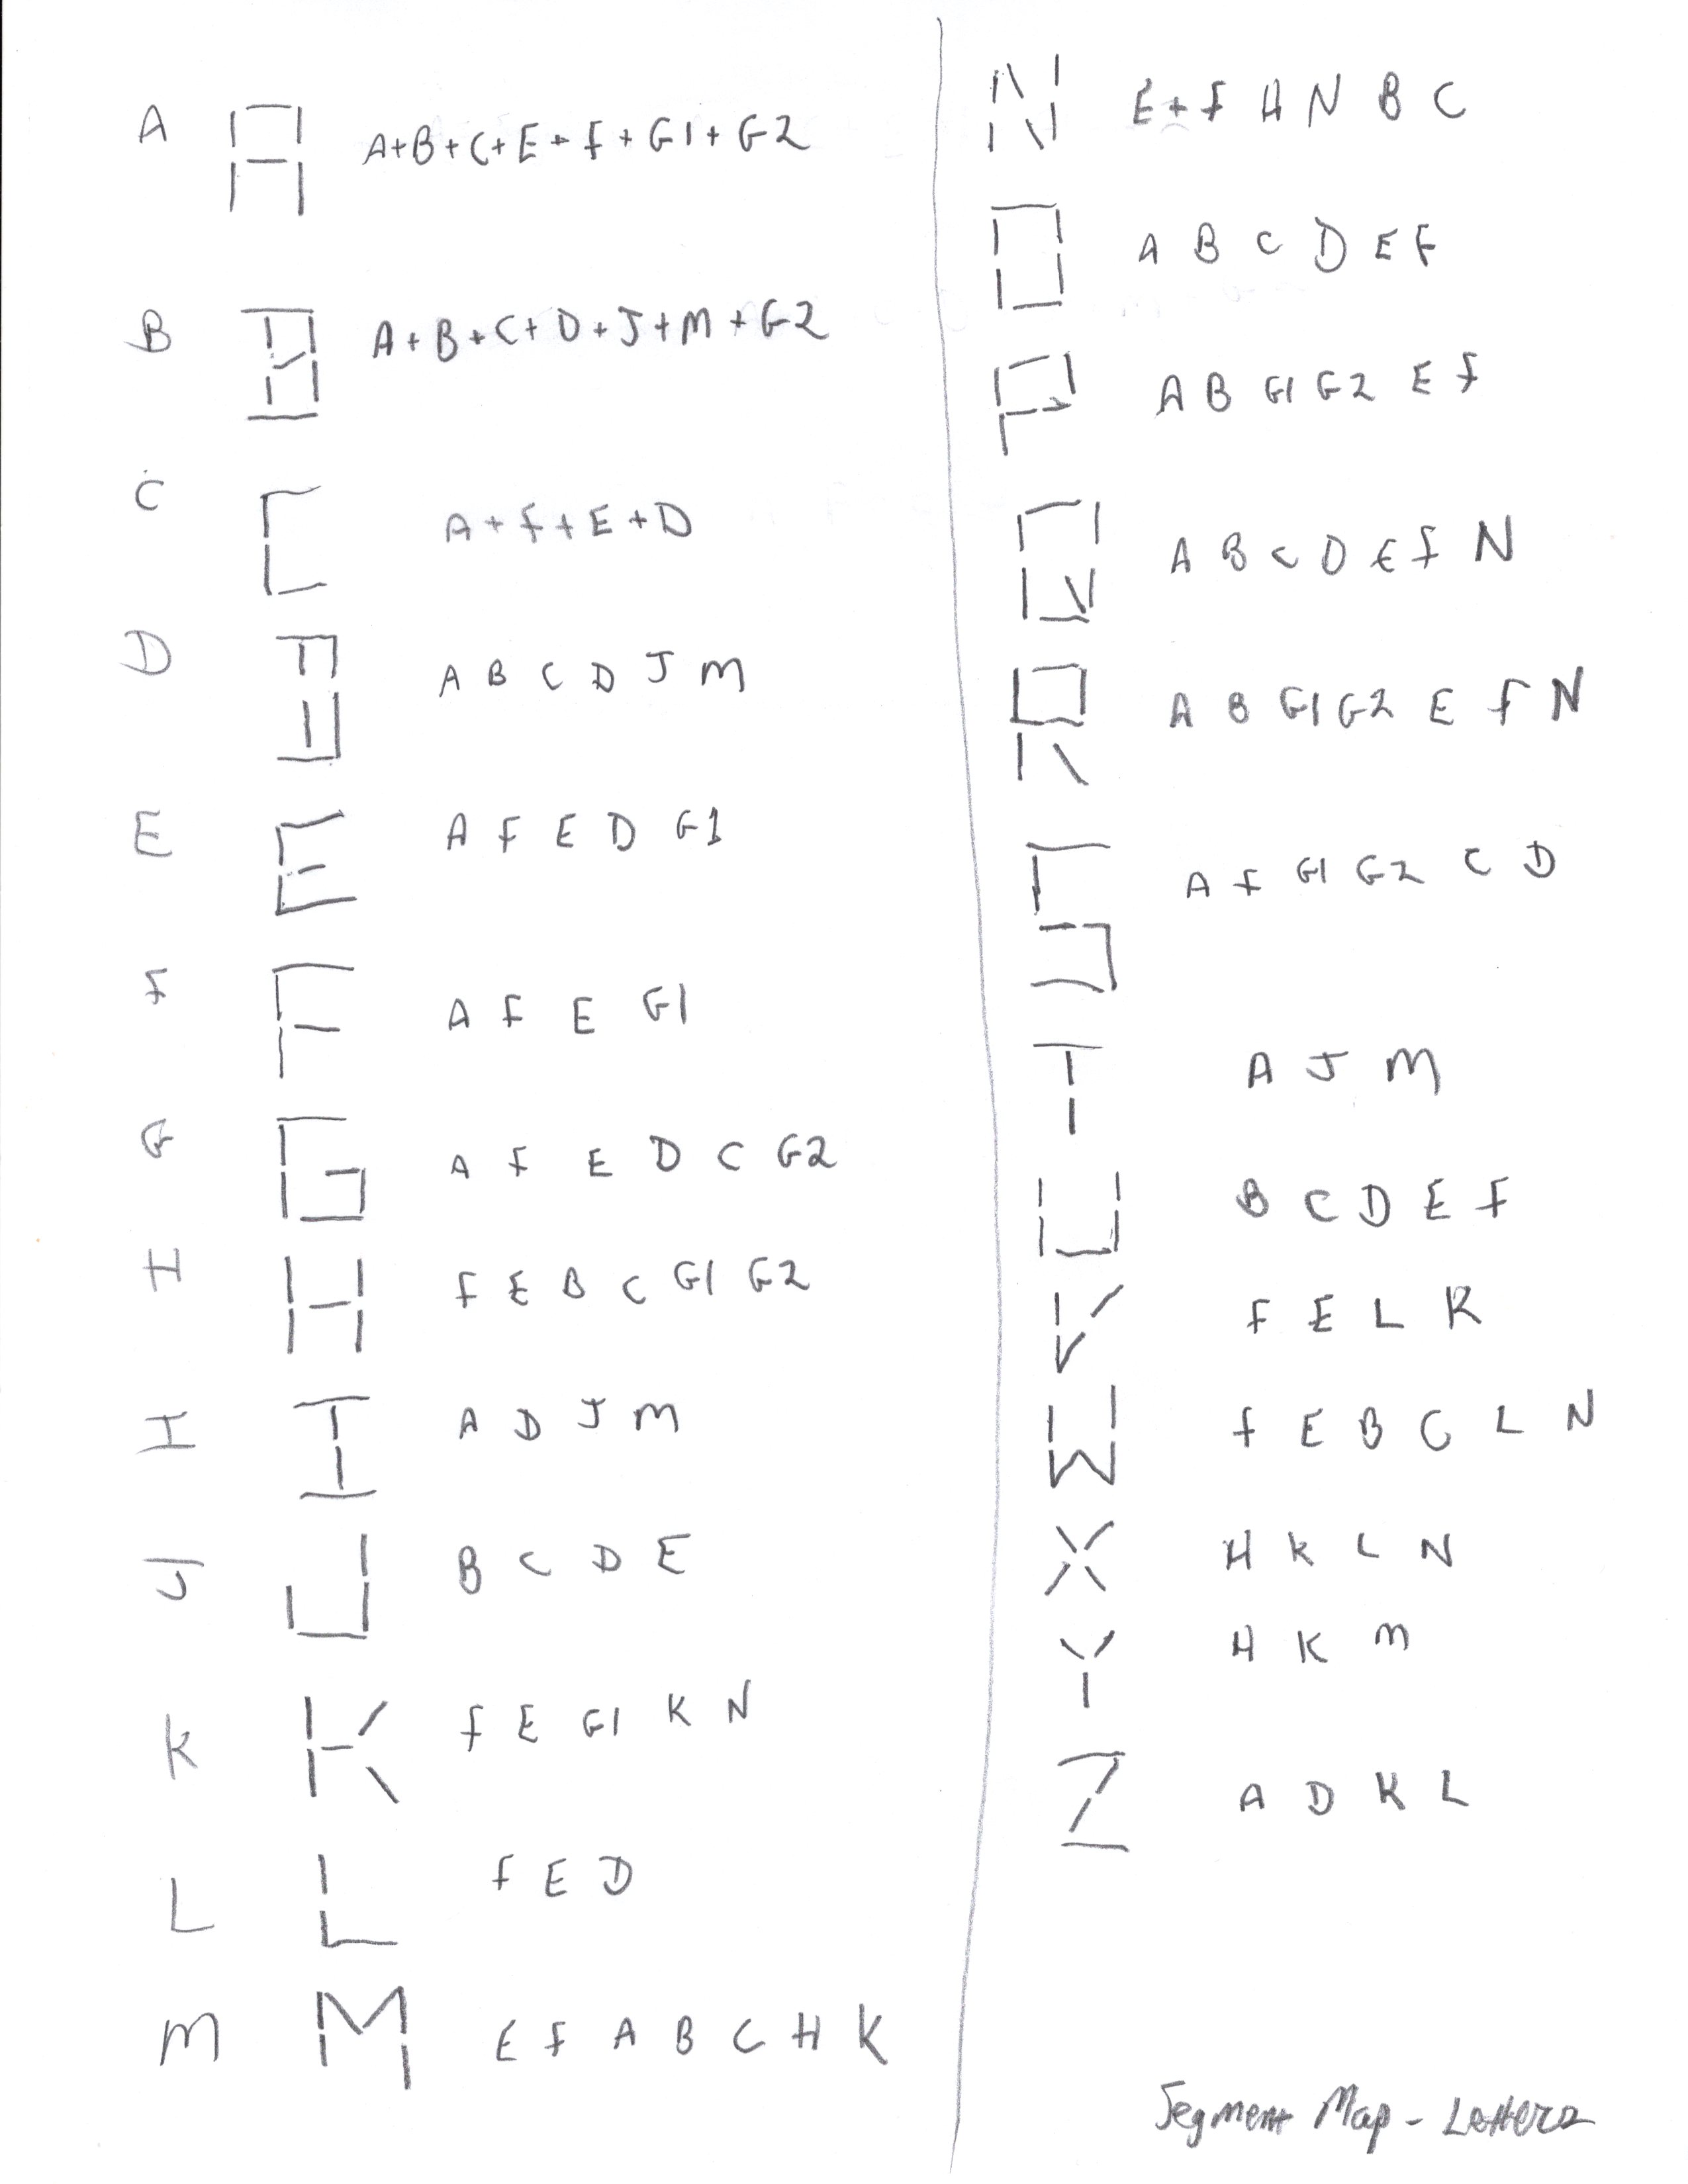 A A+B+C+E+F+G1+G2
B A+B+C+D+J+M+G2
C A+F+E+D
D A B C D J M
E A F E D G1
F A F E G1
G A F E D C G2
H F E B C G1 G2
I A D J M
J B C D E
K F E G1 K N
L F E D
M E F A B C H K
E+F H N B C
A B C D E F
A B G1 G2 E F
A B C D E F N
A B G1 G2 E F N
A F G1 G2 C D
A J M
B C D E F
F E L K
F E B C L N
H K L N
H K M
A D K L
Segment Map - Letters